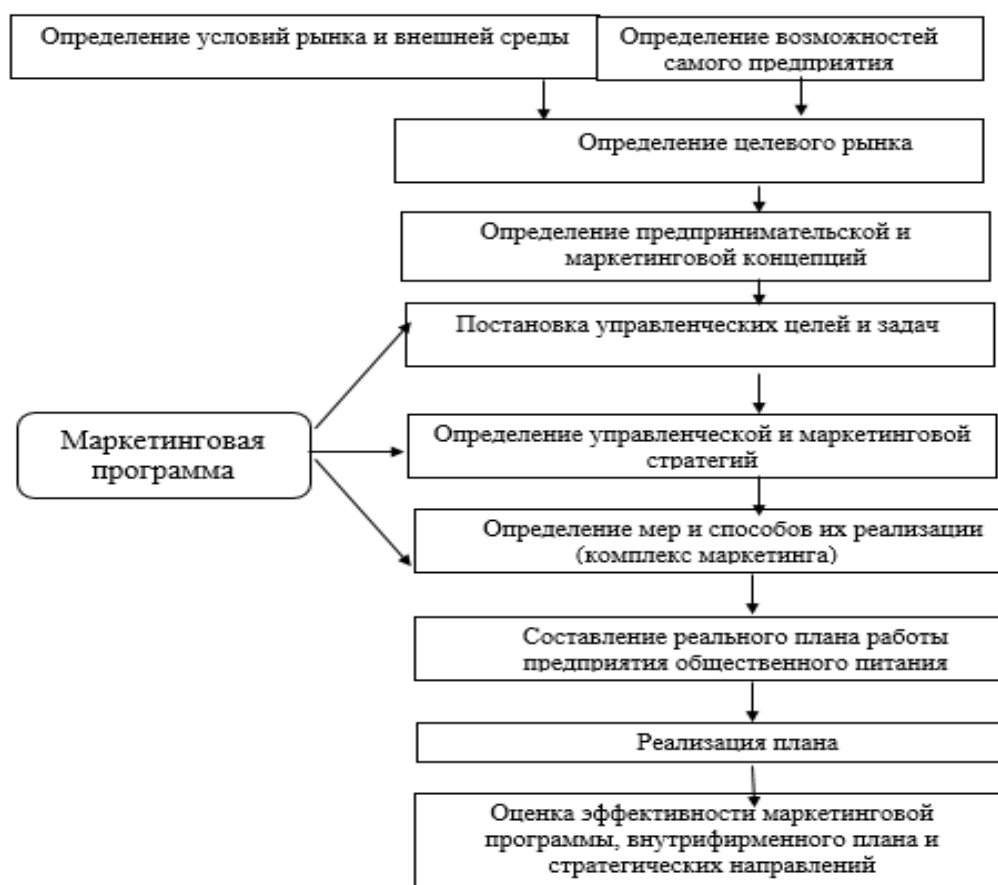 Определение условий рынка и внешней среды
Определение возможностей
самого предприятия
Определение целевого рынка
Определение предпринимательской и
маркетинговой концепций
Постановка управленческих целей и задач
Маркетинговая
программа
Определение управленческой и маркетинговой
стратегий
Определение мер и способов их реализации
(комплекс маркетинга)
Составление реального плана работы
предприятия общественного питания
Реализация плана
Оценка эффективности маркетинговой
программы, внутрифирменного плана и
стратегических направлений